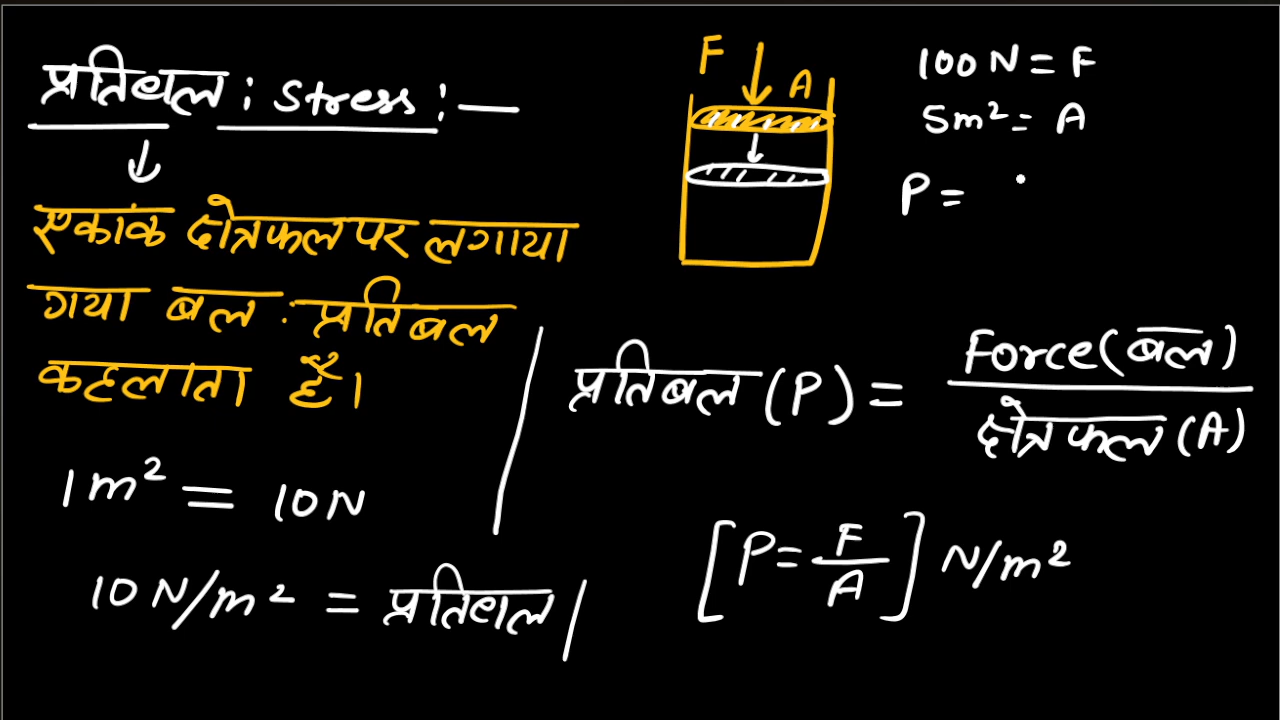 प्रतिबल : Stress :—
एकांक क्षेत्रफल पर लगाया
गया बल : प्रतिबल
कहलाता है।
1m² = 10N
10 N/m² = प्रतिबल
F
A
100N = F
5m² = A
P =
प्रतिबल (P) = Force(बल)
क्षेत्रफल (A)
[P = F/A] N/m²